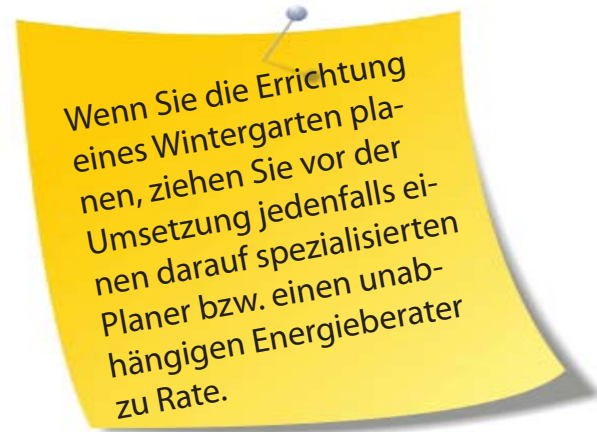 Wenn Sie die Errichtung
eines Wintergarten pla-
nen, ziehen Sie vor der
Umsetzung jedenfalls ei-
nen darauf spezialisierten
Planer bzw. einen unab-
hängigen Energieberater
zu Rate.